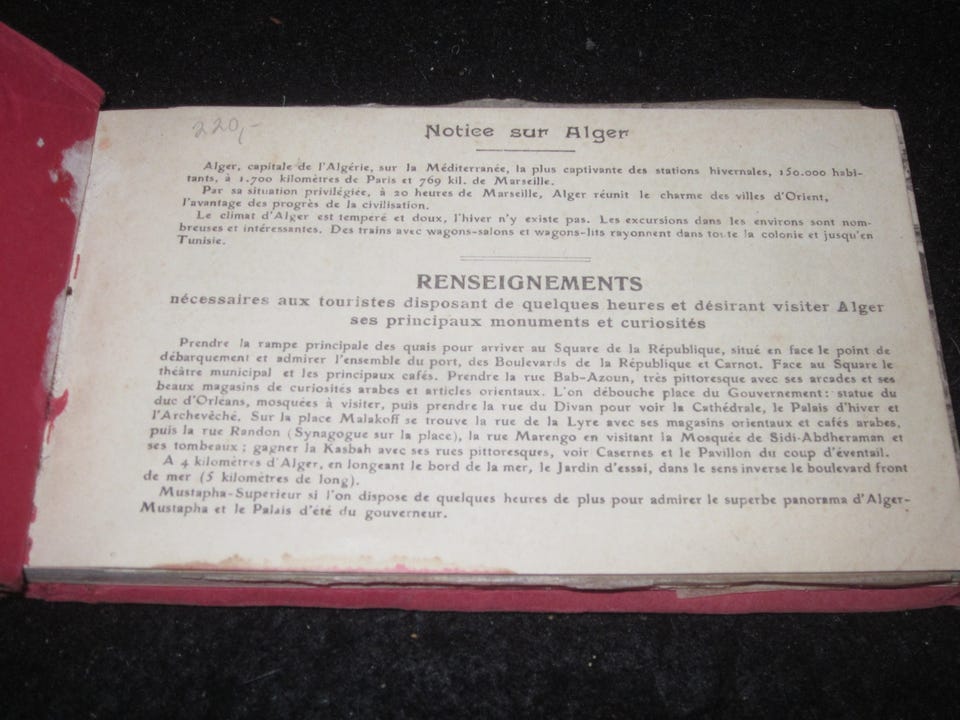 220,-
Notice sur Alger
Alger, capitale de l'Algérie, sur la Méditerranée, la plus captivante des stations hivernales, 150.000 habi-
tants, à 1.700 kilomètres de Paris et 769 kil. de Marseille.
Par sa situation privilégiée, à 20 heures de Marseille, Alger réunit le charme des villes d'Orient,
l'avantage des progrès de la civilisation.
Le climat d'Alger est tempéré et doux, l'hiver n'y existe pas. Les excursions dans les environs sont nom-
breuses et intéressantes. Des trains avec wagons-salons et wagons-lits rayonnent dans toute la colonie et jusqu'en
Tunisie.
RENSEIGNEMENTS
nécessaires aux touristes disposant de quelques heures et désirant visiter Alger
ses principaux monuments et curiosités
Prendre la rampe principale des quais pour arriver au Square de la République, situé en face le point de
débarquement et admirer l'ensemble du port, des Boulevards de la République et Carnot. Face au Square le
théâtre municipal et les principaux cafés. Prendre la rue Bab-Azoun, très pittoresque avec ses arcades et ses
beaux magasins de curiosités arabes et articles orientaux. L'on débouche place du Gouvernement : statue du
duc d'Orléans, mosquées à visiter, puis prendre la rue du Divan pour voir la Cathédrale, le Palais d'hiver et
l'Archevêché. Sur la place Malakoff se trouve la rue de la Lyre avec ses magasins orientaux et cafés arabes,
puis la rue Randon (Synagogue sur la place), la rue Marengo en visitant la Mosquée de Sidi-Abdheraman et
ses tombeaux ; gagner la Kasbah avec ses rues pittoresques, voir Casernes et le Pavillon du coup d'éventail.
A 4 kilomètres d'Alger, en longeant le bord de la mer, le Jardin d'essai, dans le sens inverse le boulevard front
de mer (5 kilomètres de long).
Mustapha-Superieur si l'on dispose de quelques heures de plus pour admirer le superbe panorama d'Alger-
Mustapha et le Palais d'été du gouverneur.